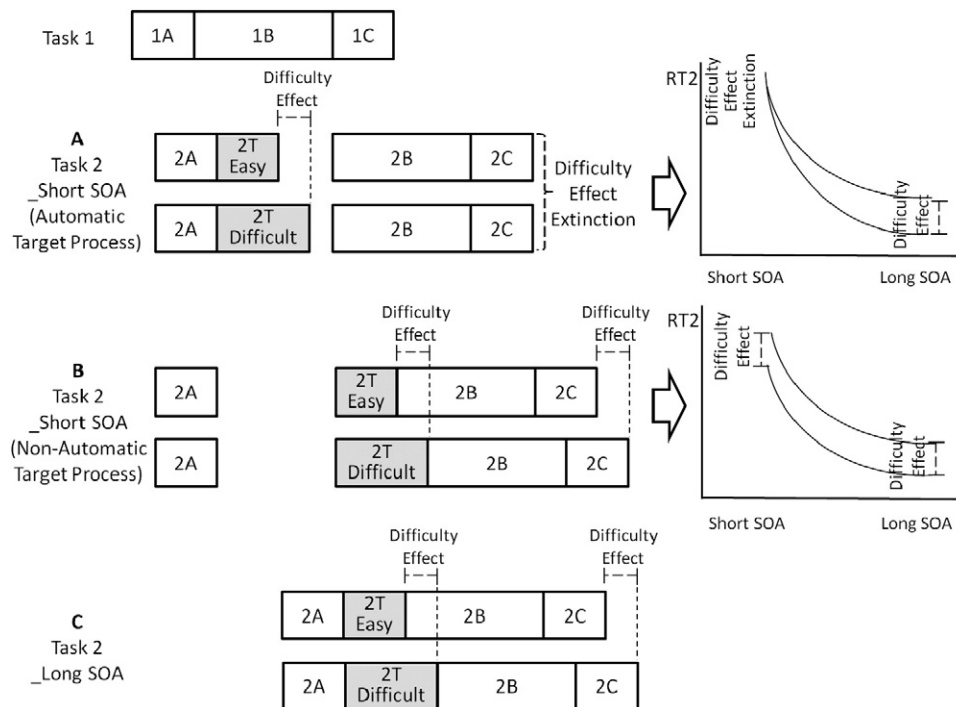 Task 1
1A
1B
1C
Difficulty
Effect
A
Task 2
_Short SOA
(Automatic
Target Process)
2A
2T
Easy
2B
2C
2A
2T
Difficult
2B
2C
Difficulty
Effect
Extinction
RT2
Difficulty
Effect
Extinction
Difficulty
Effect
Short SOA
Long SOA
B
Task 2
_Short SOA
(Non-Automatic
Target Process)
2A
2A
Difficulty
Effect
Difficulty
Effect
2T
Easy
2B
2C
2T
Difficult
2B
2C
RT2
Difficulty
Effect
Difficulty
Effect
Short SOA
Long SOA
C
Task 2
_Long SOA
Difficulty
Effect
Difficulty
Effect
2A
2T
Easy
2B
2C
2A
2T
Difficult
2B
2C